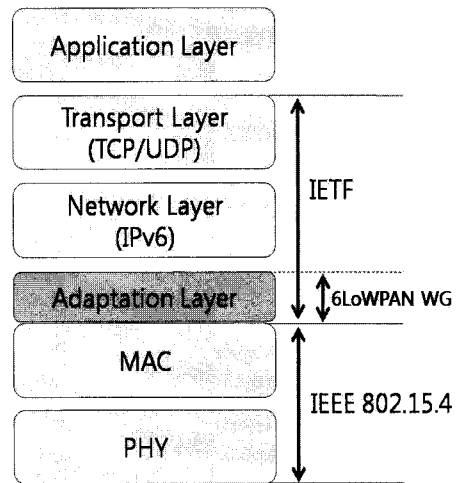 Application Layer
Transport Layer
(TCP/UDP)
IETF
Network Layer
(IPv6)
Adaptation Layer
6LoWPAN WG
MAC
IEEE 802.15.4
PHY